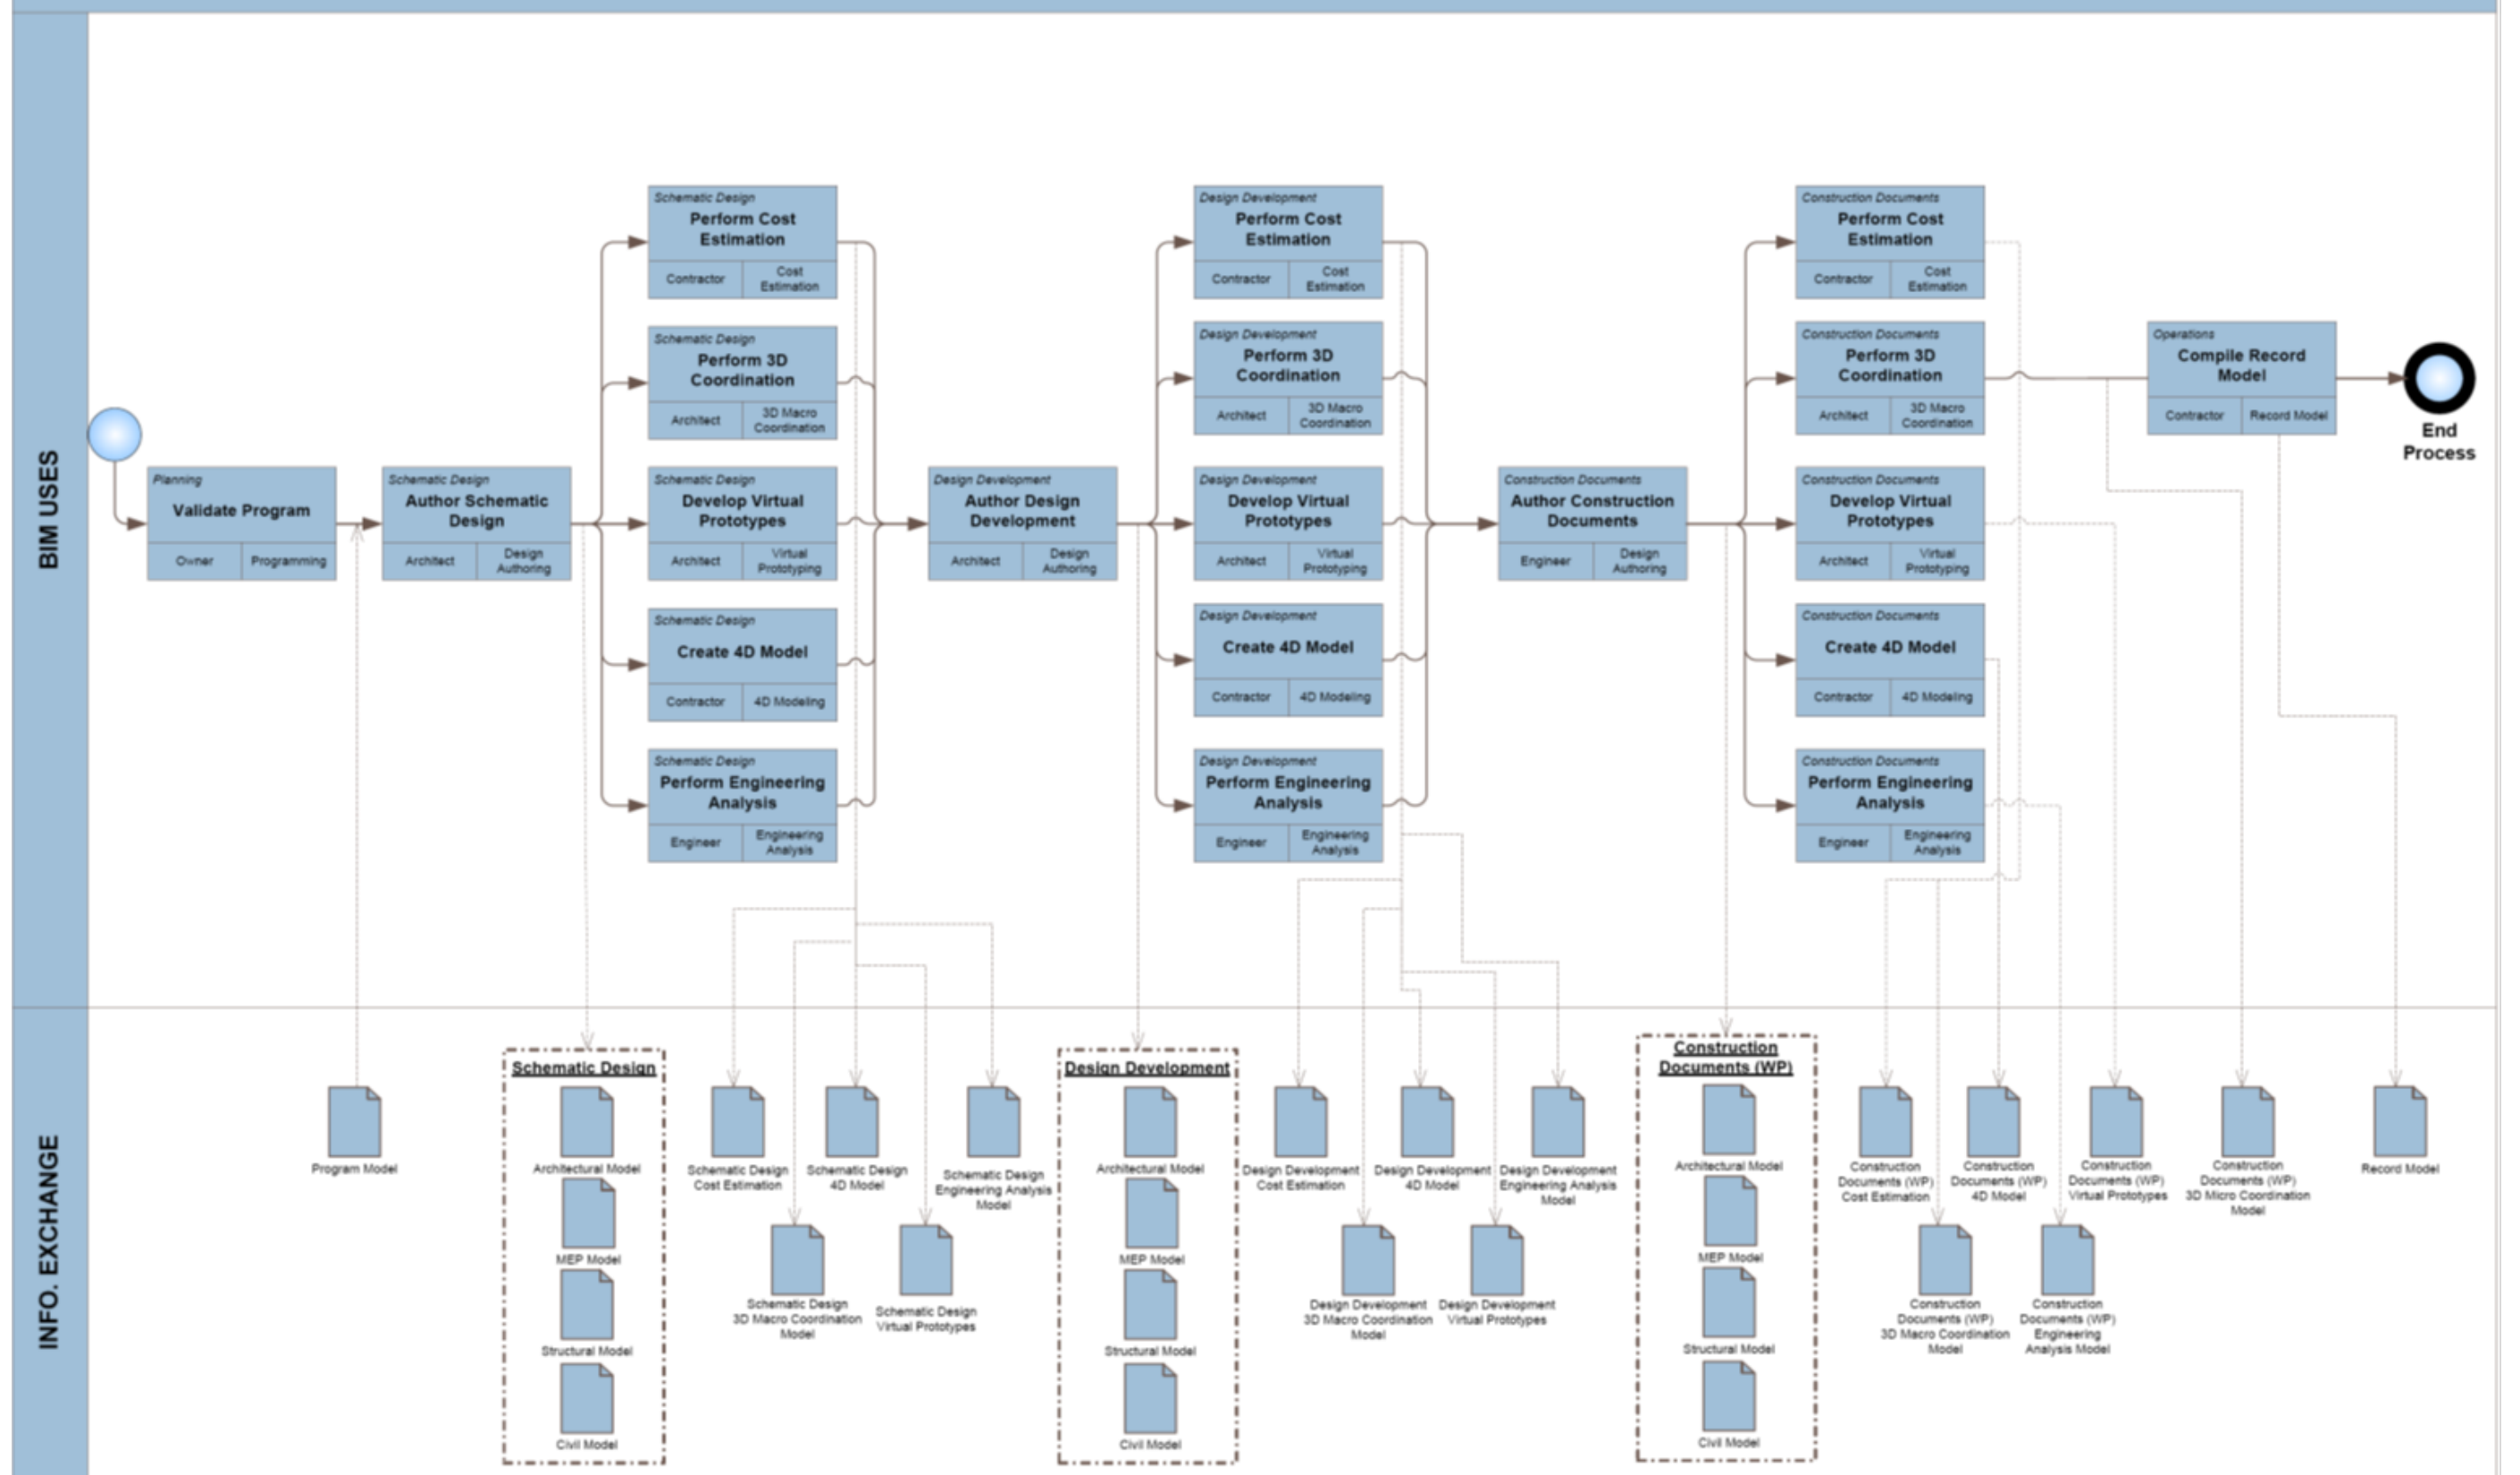 BIM USES
Planning
Validate Program
Owner
Programming
Schematic Design
Author Schematic
Design
Architect
Design
Authoring
Schematic Design
Perform Cost
Estimation
Contractor
Cost
Estimation
Schematic Design
Perform 3D
Coordination
Architect
3D Macro
Coordination
Schematic Design
Develop Virtual
Prototypes
Architect
Virtual
Prototyping
Schematic Design
Create 4D Model
Contractor
4D Modeling
Schematic Design
Perform Engineering
Analysis
Engineer
Engineering
Analysis
Design Development
Author Design
Development
Architect
Design
Authoring
Design Development
Perform Cost
Estimation
Contractor
Cost
Estimation
Design Development
Perform 3D
Coordination
Architect
3D Macro
Coordination
Design Development
Develop Virtual
Prototypes
Architect
Virtual
Prototyping
Design Development
Create 4D Model
Contractor
4D Modeling
Design Development
Perform Engineering
Analysis
Engineer
Engineering
Analysis
Construction Documents
Author Construction
Documents
Engineer
Design
Authoring
Construction Documents
Perform Cost
Estimation
Contractor
Cost
Estimation
Construction Documents
Perform 3D
Coordination
Architect
3D Macro
Coordination
Construction Documents
Develop Virtual
Prototypes
Architect
Virtual
Prototyping
Construction Documents
Create 4D Model
Contractor
4D Modeling
Construction Documents
Perform Engineering
Analysis
Engineer
Engineering
Analysis
Operations
Compile Record
Model
Contractor
Record Model
End
Process
INFO. EXCHANGE
Program Model
Schematic Design
Architectural Model
MEP Model
Structural Model
Civil Model
Schematic Design
Cost Estimation
Schematic Design
4D Model
Schematic Design
Engineering Analysis
Model
Schematic Design
3D Macro Coordination
Model
Schematic Design
Virtual Prototypes
Design Development
Architectural Model
MEP Model
Structural Model
Civil Model
Design Development
Cost Estimation
Design Development
4D Model
Design Development
Engineering Analysis
Model
Design Development
3D Macro Coordination
Model
Design Development
Virtual Prototypes
Construction
Documents (WP)
Architectural Model
MEP Model
Structural Model
Civil Model
Construction
Documents (WP)
Cost Estimation
Construction
Documents (WP)
4D Model
Construction
Documents (WP)
Virtual Prototypes
Construction
Documents (WP)
3D Micro Coordination
Model
Record Model
Construction
Documents (WP)
3D Macro Coordination
Model
Construction
Documents (WP)
Engineering
Analysis Model